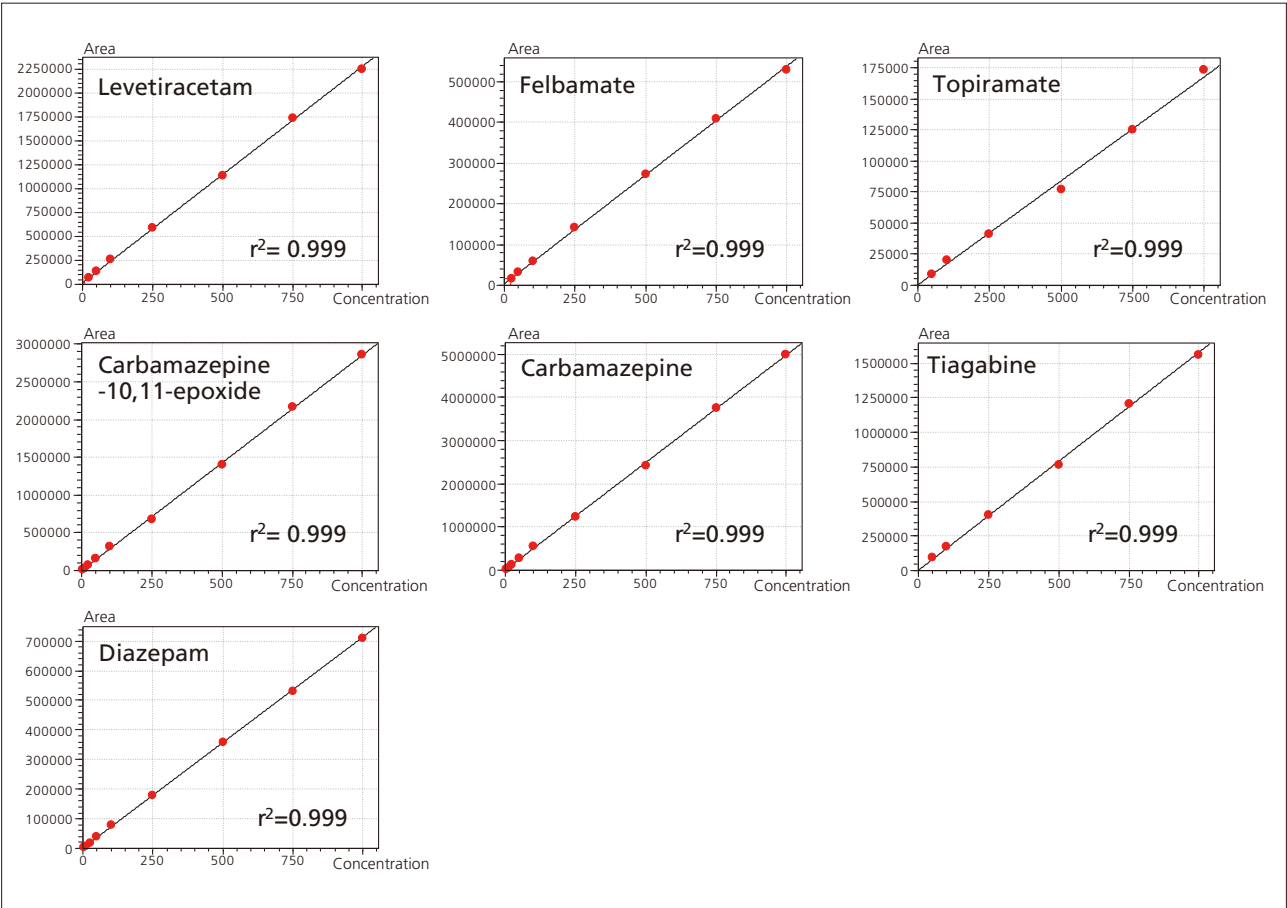 Area
2250000
2000000
1750000
1500000
1250000
1000000
750000
500000
250000
0
Levetiracetam
r²= 0.999
0 250 500 750 Concentration
Area
500000
400000
300000
200000
100000
0
Felbamate
r²=0.999
0 250 500 750 Concentration
Area
175000
150000
125000
100000
75000
50000
25000
0
Topiramate
r²=0.999
0 2500 5000 7500 Concentration
Area
3000000
2500000
2000000
1500000
1000000
500000
0
Carbamazepine
-10,11-epoxide
r²= 0.999
0 250 500 750 Concentration
Area
5000000
4000000
3000000
2000000
1000000
0
Carbamazepine
r²=0.999
0 250 500 750 Concentration
Area
1500000
1250000
1000000
750000
500000
250000
0
Tiagabine
r²=0.999
0 250 500 750 Concentration
Area
700000
600000
500000
400000
300000
200000
100000
0
Diazepam
r²=0.999
0 250 500 750 Concentration